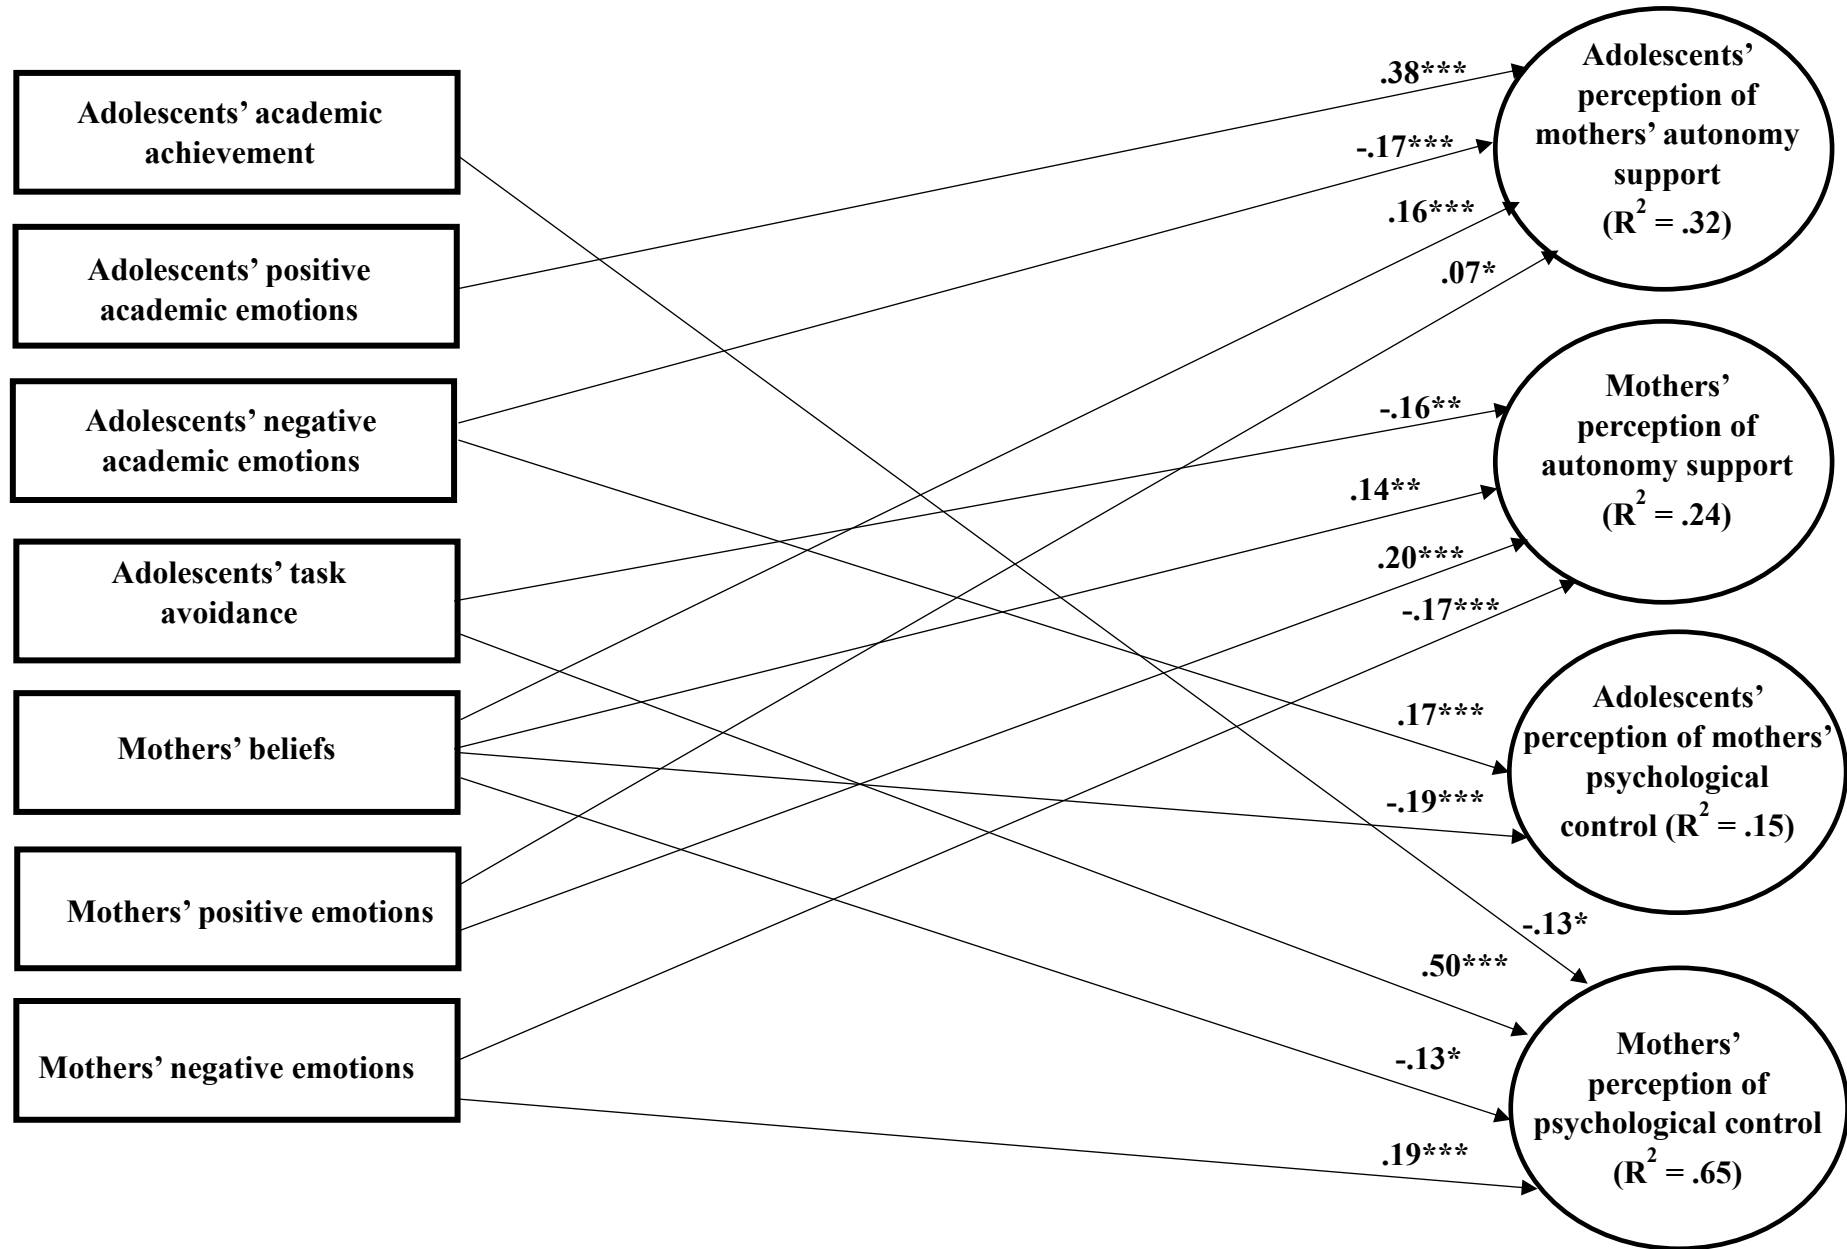 Adolescents’ academic
achievement
Adolescents’ positive
academic emotions
Adolescents’ negative
academic emotions
Adolescents’ task
avoidance
Mothers’ beliefs
Mothers’ positive emotions
Mothers’ negative emotions
.38***
-.17***
.16***
.07*
-.16**
.14**
.20***
-.17***
.17***
-.19***
-.13*
.50***
-.13*
.19***
Adolescents’
perception of
mothers’ autonomy
support
(R² = .32)
Mothers’
perception of
autonomy support
(R² = .24)
Adolescents’
perception of mothers’
psychological
control (R² = .15)
Mothers’
perception of
psychological control
(R² = .65)